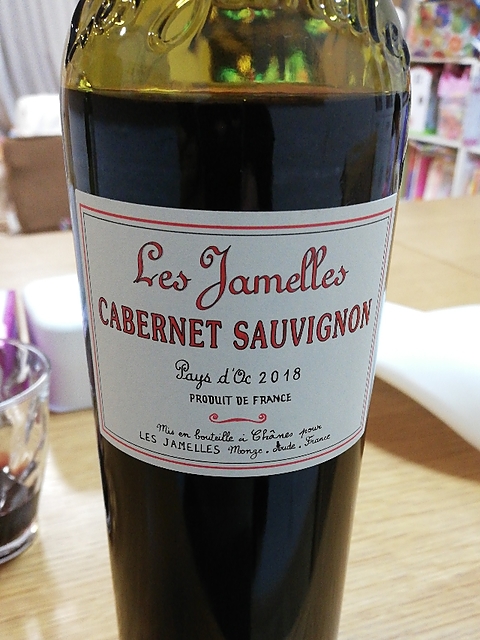 Les Jamelles
CABERNET SAUVIGNON
Pays d'Oc 2018
PRODUIT DE FRANCE
Mis en bouteille à Chânes pour
LES JAMELLES Monze. Aude. France